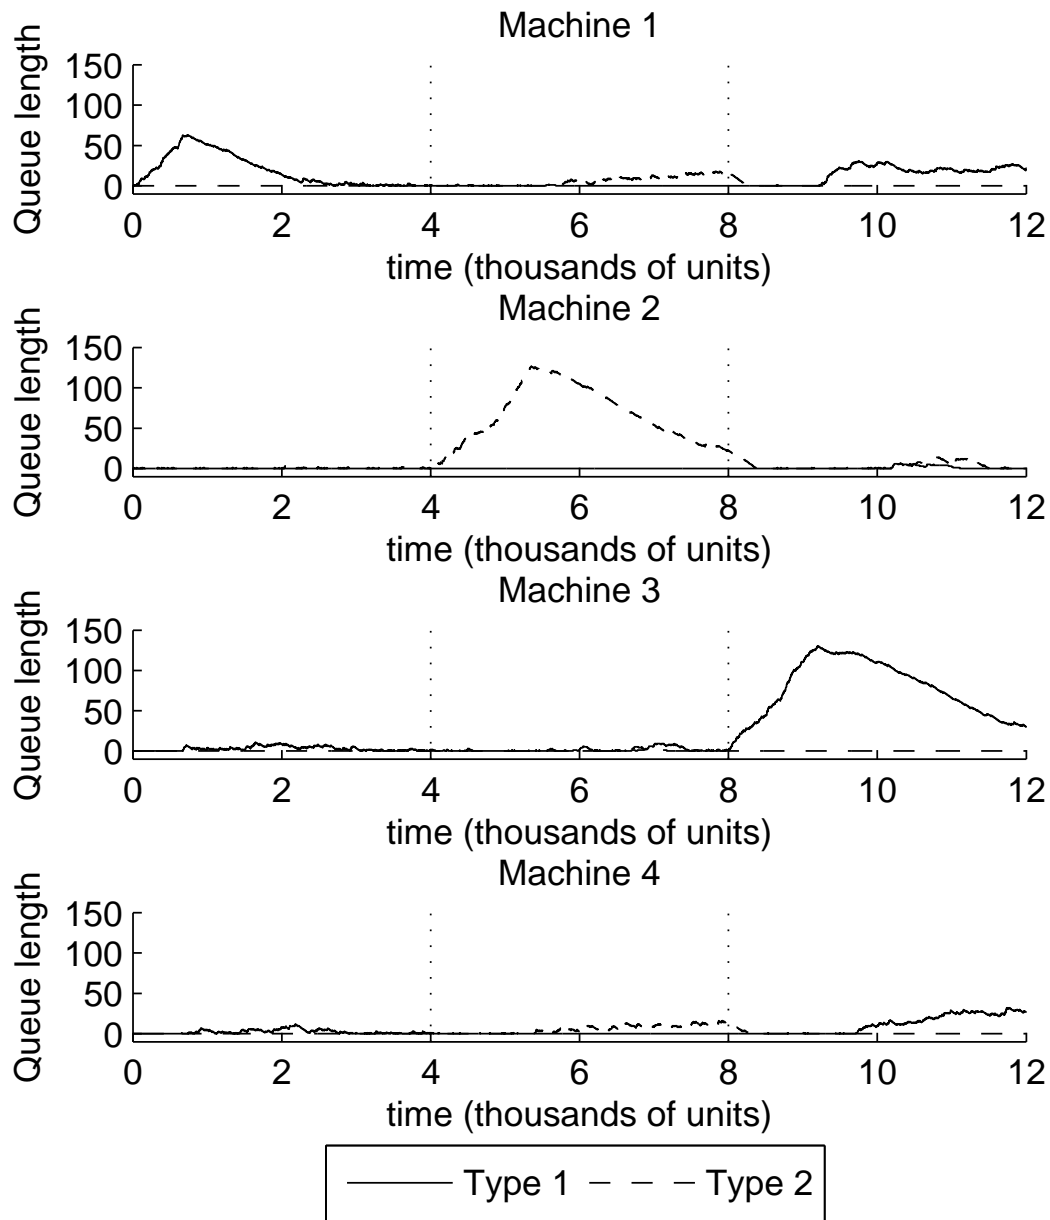 Machine 1
Queue length
150
100
50
0
0 2 4 6 8 10 12
time (thousands of units)
Machine 2
Queue length
150
100
50
0
0 2 4 6 8 10 12
time (thousands of units)
Machine 3
Queue length
150
100
50
0
0 2 4 6 8 10 12
time (thousands of units)
Machine 4
Queue length
150
100
50
0
0 2 4 6 8 10 12
time (thousands of units)
Type 1 Type 2